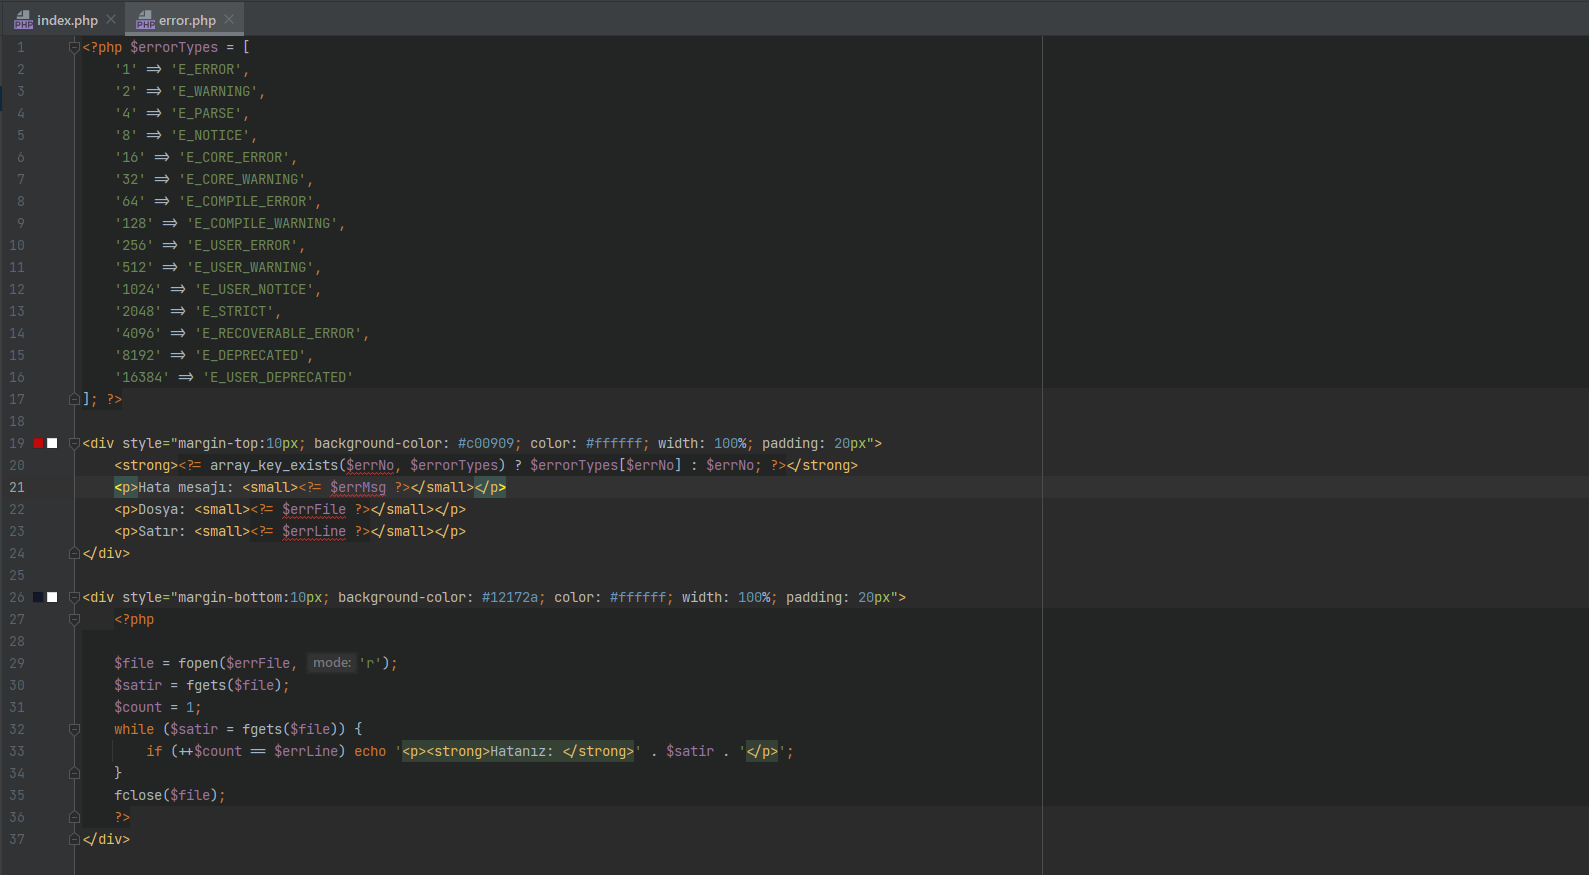 index.php
error.php
1 <?php $errorTypes = [
2 '1' => 'E_ERROR',
3 '2' => 'E_WARNING',
4 '4' => 'E_PARSE',
5 '8' => 'E_NOTICE',
6 '16' => 'E_CORE_ERROR',
7 '32' => 'E_CORE_WARNING',
8 '64' => 'E_COMPILE_ERROR',
9 '128' => 'E_COMPILE_WARNING',
10 '256' => 'E_USER_ERROR',
11 '512' => 'E_USER_WARNING',
12 '1024' => 'E_USER_NOTICE',
13 '2048' => 'E_STRICT',
14 '4096' => 'E_RECOVERABLE_ERROR',
15 '8192' => 'E_DEPRECATED',
16 '16384' => 'E_USER_DEPRECATED'
17 ]; ?>
18
19 <div style="margin-top:10px; background-color: #c00909; color: #ffffff; width: 100%; padding: 20px">
20 <strong><?= array_key_exists($errNo, $errorTypes) ? $errorTypes[$errNo] : $errNo; ?></strong>
21 <p>Hata mesajı: <small><?= $errMsg ?></small></p>
22 <p>Dosya: <small><?= $errFile ?></small></p>
23 <p>Satır: <small><?= $errLine ?></small></p>
24 </div>
25
26 <div style="margin-bottom:10px; background-color: #12172a; color: #ffffff; width: 100%; padding: 20px">
27 <?php
28
29 $file = fopen($errFile, mode: 'r');
30 $satir = fgets($file);
31 $count = 1;
32 while ($satir = fgets($file)) {
33 if (++$count == $errLine) echo '<p><strong>Hatanız: </strong>' . $satir . '</p>';
34 }
35 fclose($file);
36 ?>
37 </div>